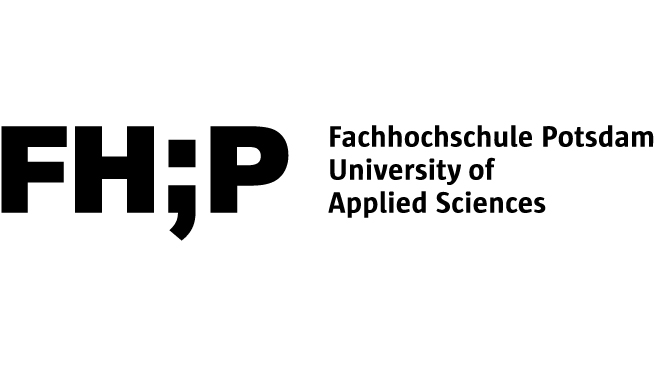 FH;P
Fachhochschule Potsdam
University of
Applied Sciences